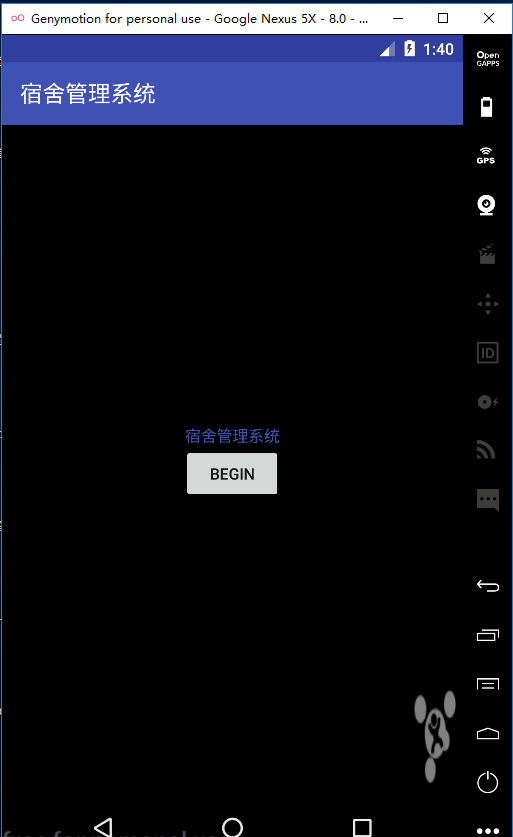 Genymotion for personal use - Google Nexus 5X - 8.0 - ...
1:40
Open
GAPPS
宿舍管理系统
GPS
ID
宿舍管理系统
BEGIN